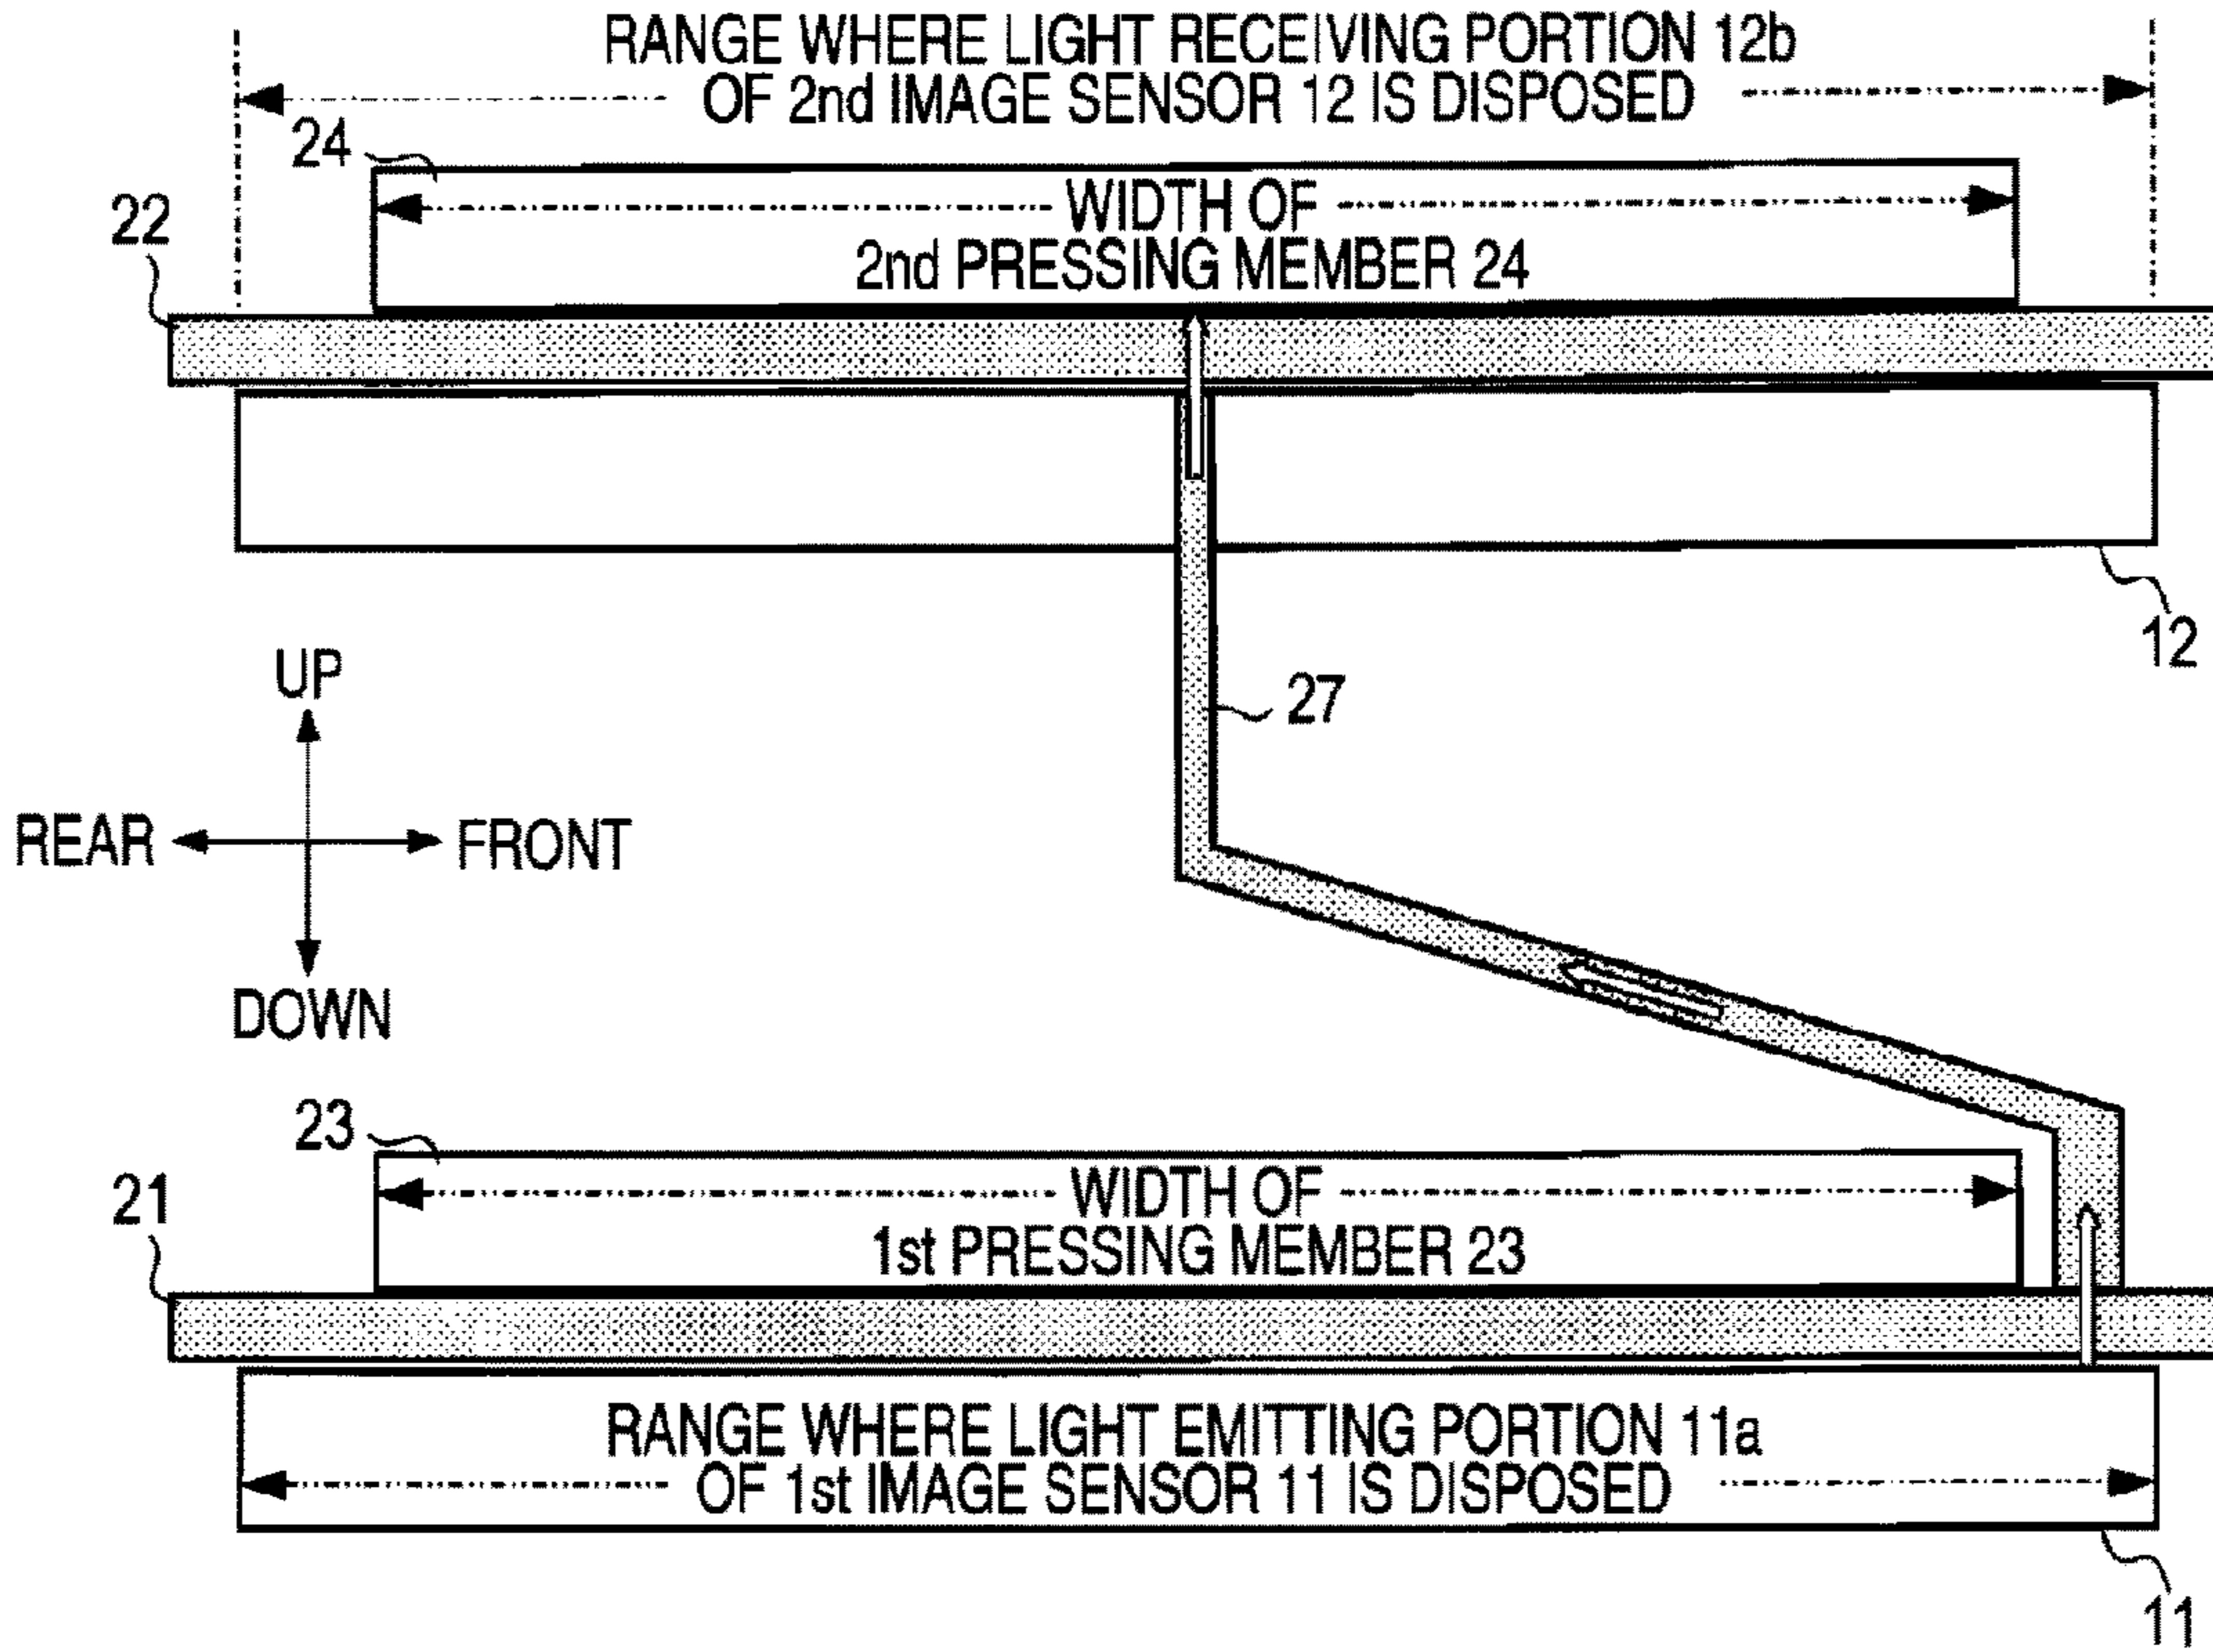 RANGE WHERE LIGHT RECEIVING PORTION 12b
OF 2nd IMAGE SENSOR 12 IS DISPOSED
24
WIDTH OF
2nd PRESSING MEMBER 24
22
12
UP
27
REAR
FRONT
DOWN
23
WIDTH OF
1st PRESSING MEMBER 23
21
RANGE WHERE LIGHT EMITTING PORTION 11a
OF 1st IMAGE SENSOR 11 IS DISPOSED
11